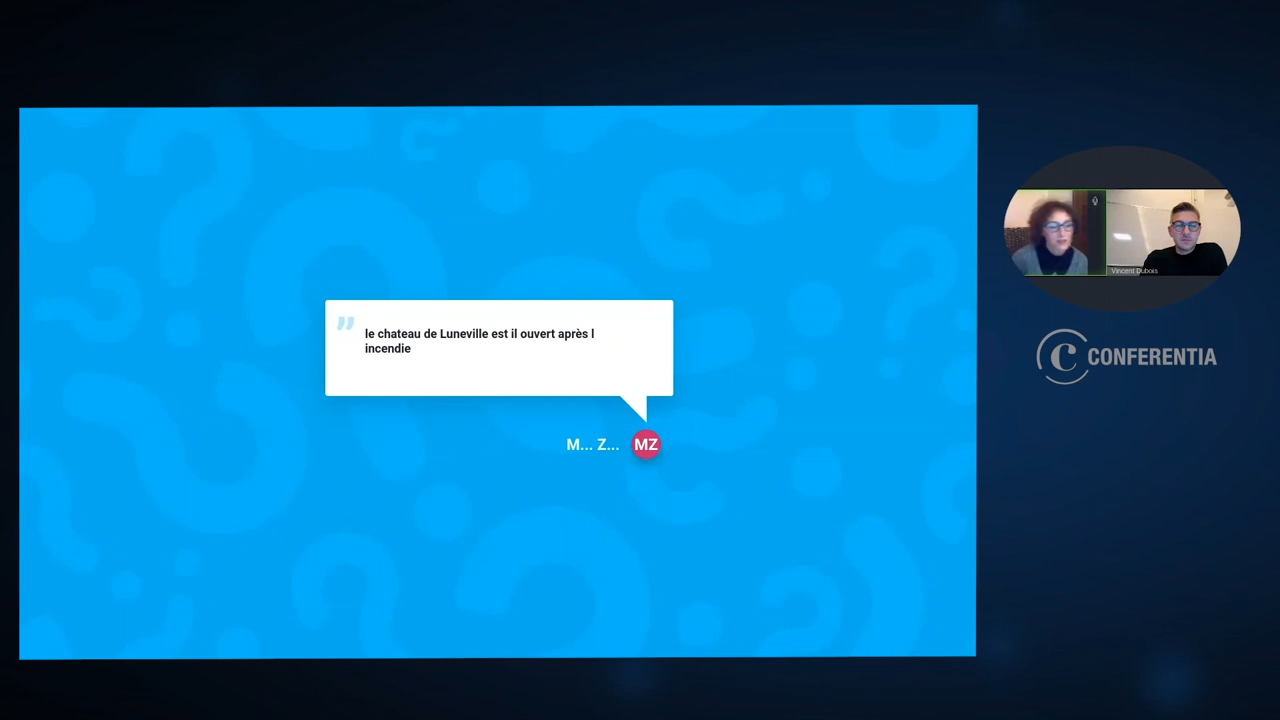 le chateau de Luneville est il ouvert après l
incendie
M... Z...
MZ
Vincent Dubois
CONFERENTIA